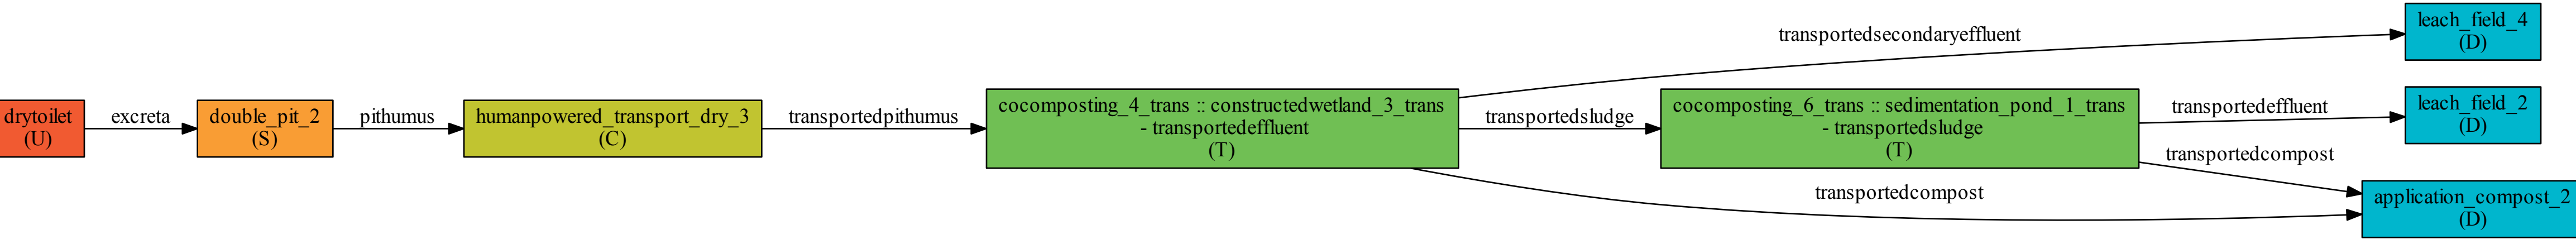 drytoilet
(U)
excreta
double_pit_2
(S)
pithumus
humanpowered_transport_dry_3
(C)
transportedpithumus
cocomposting_4_trans :: constructedwetland_3_trans
- transportedeffluent
(T)
transportedsecondaryeffluent
transportedsludge
transportedcompost
cocomposting_6_trans :: sedimentation_pond_1_trans
- transportedsludge
(T)
transportedeffluent
transportedcompost
leach_field_4
(D)
leach_field_2
(D)
application_compost_2
(D)